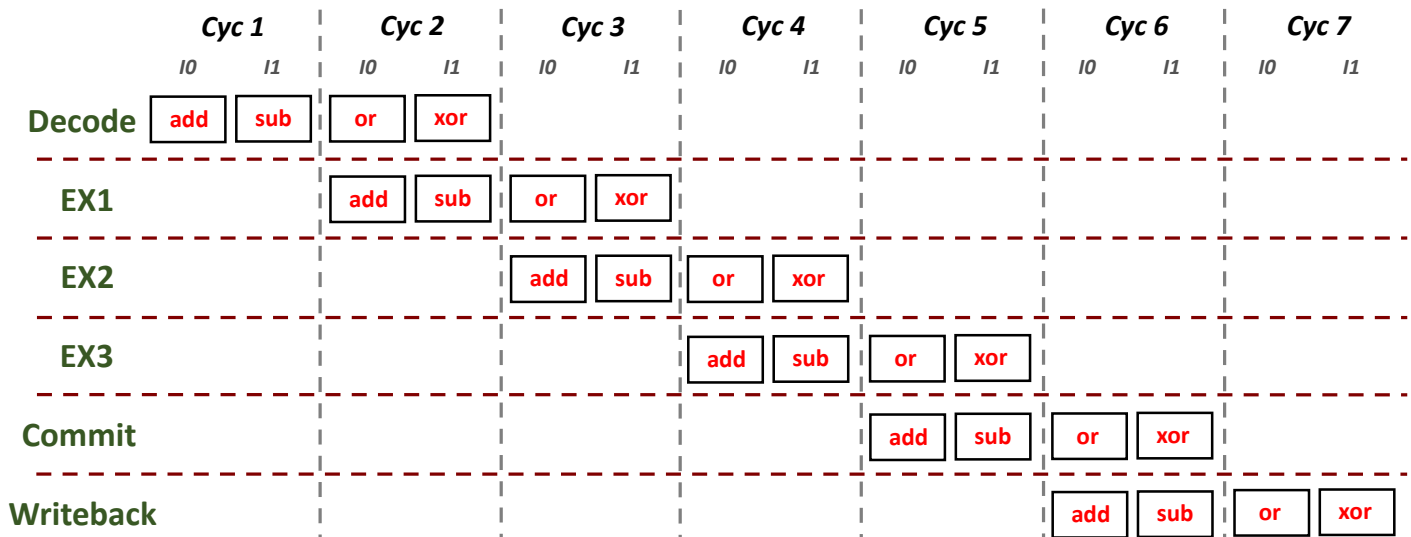 Cyc 1 Cyc 2 Cyc 3 Cyc 4 Cyc 5 Cyc 6 Cyc 7
I0 I1 I0 I1 I0 I1 I0 I1 I0 I1 I0 I1 I0 I1
Decode add sub or xor
EX1 add sub or xor
EX2 add sub or xor
EX3 add sub or xor
Commit add sub or xor
Writeback add sub or xor